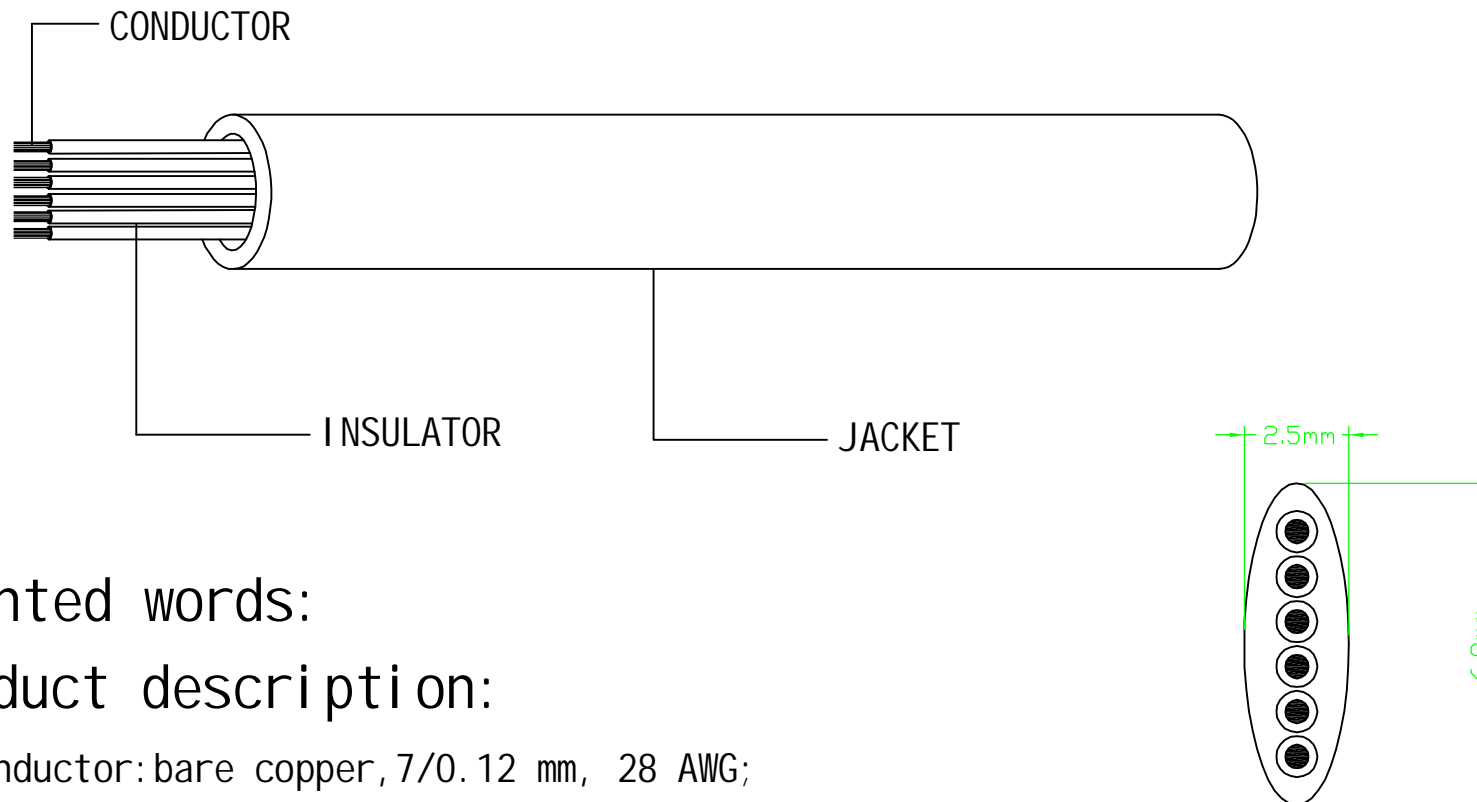 CONDUCTOR
INSULATOR
JACKET
2.5mm
nted words:
duct description:
nductor:bare copper,7/0.12 mm, 28 AWG;